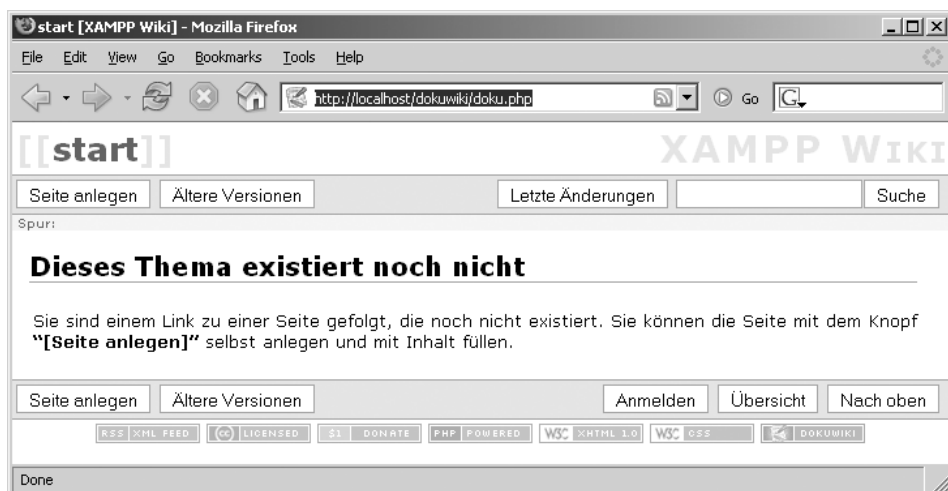 start [XAMPP Wiki] - Mozilla Firefox
File Edit View Go Bookmarks Tools Help
http://localhost/dokuwiki/doku.php Go G
[[start]] XAMPP WIKI
Seite anlegen Ältere Versionen Letzte Änderungen Suche
Spur:
Dieses Thema existiert noch nicht
Sie sind einem Link zu einer Seite gefolgt, die noch nicht existiert. Sie können die Seite mit dem Knopf
“[Seite anlegen]” selbst anlegen und mit Inhalt füllen.
Seite anlegen Ältere Versionen Anmelden Übersicht Nach oben
RSS XML FEED (cc) LICENSED $1 DONATE PHP POWERED W3C XHTML 1.0 W3C CSS DOKUWIKI
Done